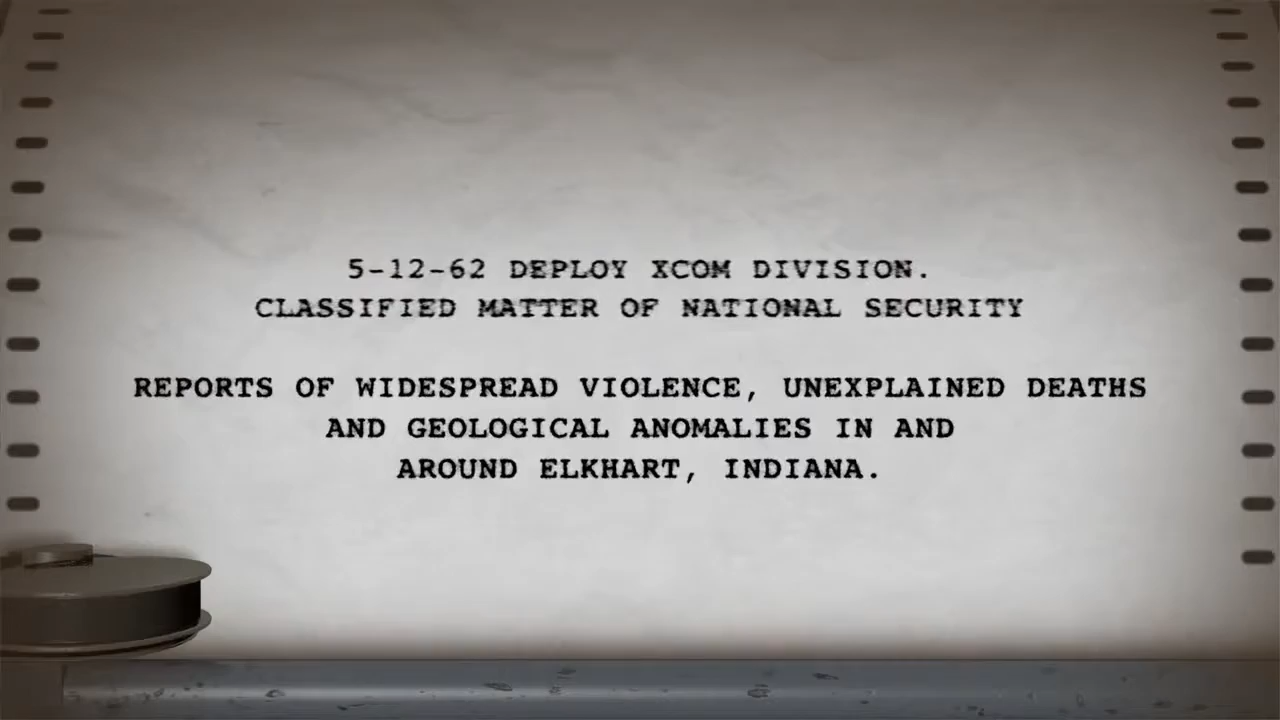 5-12-62 DEPLOY XCOM DIVISION.
CLASSIFIED MATTER OF NATIONAL SECURITY
REPORTS OF WIDESPREAD VIOLENCE, UNEXPLAINED DEATHS
AND GEOLOGICAL ANOMALIES IN AND
AROUND ELKHART, INDIANA.